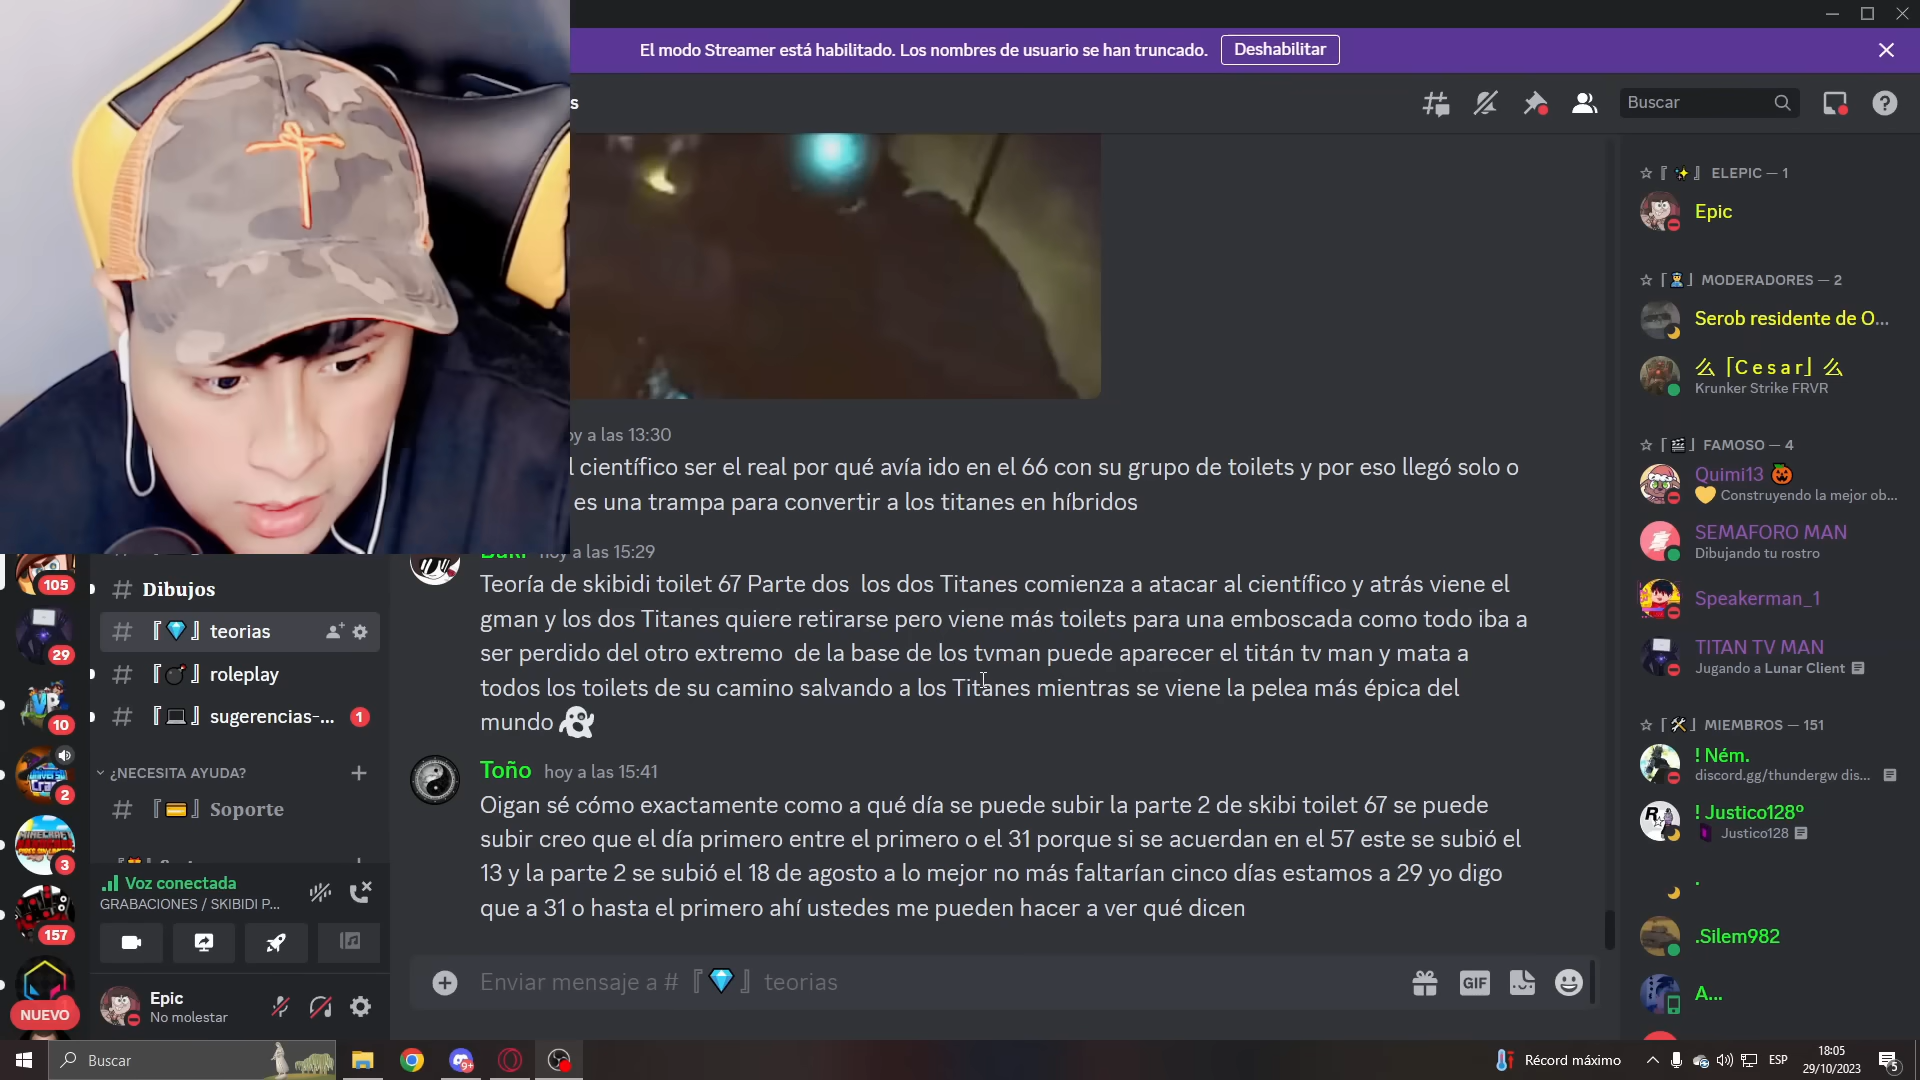 El modo Streamer está habilitado. Los nombres de usuario se han truncado.
Deshabilitar
s
Buscar
ELEPIC — 1
Epic
MODERADORES — 2
Serob residente de O...
么「C e s a r」么
Krunker Strike FRVR
FAMOSO — 4
Quimi13 🎃
💛 Construyendo la mejor ob...
SEMAFORO MAN
Dibujando tu rostro
Speakerman_1
TITAN TV MAN
Jugando a Lunar Client
MIEMBROS — 151
! Ném.
discord.gg/thundergw dis...
! Justico128°
Justico128
.
.Silem982
A...
oy a las 13:30
l científico ser el real por qué avía ido en el 66 con su grupo de toilets y por eso llegó solo o
es una trampa para convertir a los titanes en híbridos
hoy a las 15:29
Teoría de skibidi toilet 67 Parte dos los dos Titanes comienza a atacar al científico y atrás viene el
gman y los dos Titanes quiere retirarse pero viene más toilets para una emboscada como todo iba a
ser perdido del otro extremo de la base de los tvman puede aparecer el titán tv man y mata a
todos los toilets de su camino salvando a los Titanes mientras se viene la pelea más épica del
mundo 👻
Toño hoy a las 15:41
Oigan sé cómo exactamente como a qué día se puede subir la parte 2 de skibi toilet 67 se puede
subir creo que el día primero entre el primero o el 31 porque si se acuerdan en el 57 este se subió el
13 y la parte 2 se subió el 18 de agosto a lo mejor no más faltarían cinco días estamos a 29 yo digo
que a 31 o hasta el primero ahí ustedes me pueden hacer a ver qué dicen
Enviar mensaje a # 『💎』 teorias
GIF
105
29
VP
10
2
3
157
NUEVO
# Dibujos
# 『💎』 teorias
# 『💣』 roleplay
# 『💻』 sugerencias-... 1
¿NECESITA AYUDA?
# 『💳』 Soporte
Voz conectada
GRABACIONES / SKIBIDI P...
Epic
No molestar
Buscar
9+
Récord máximo
ESP
18:05
29/10/2023
5